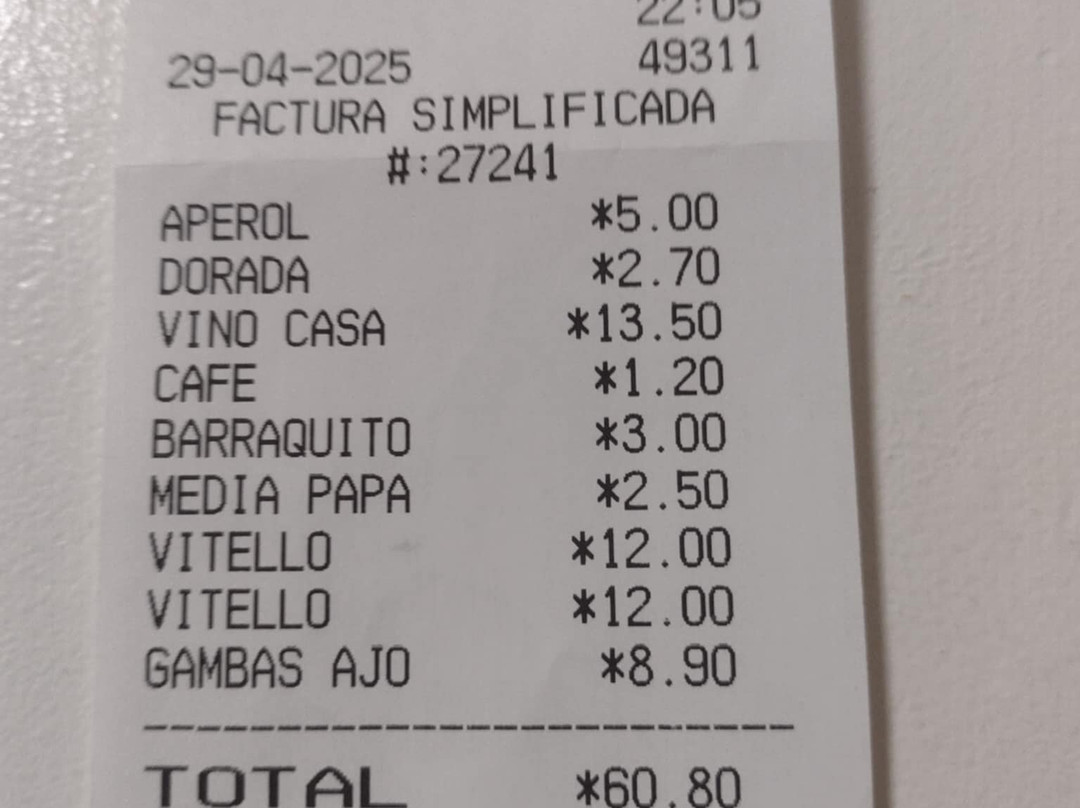 22:05
29-04-2025 49311
FACTURA SIMPLIFICADA
#:27241
APEROL *5.00
DORADA *2.70
VINO CASA *13.50
CAFE *1.20
BARRAQUITO *3.00
MEDIA PAPA *2.50
VITELLO *12.00
VITELLO *12.00
GAMBAS AJO *8.90
-------------------------
TOTAL *60.80